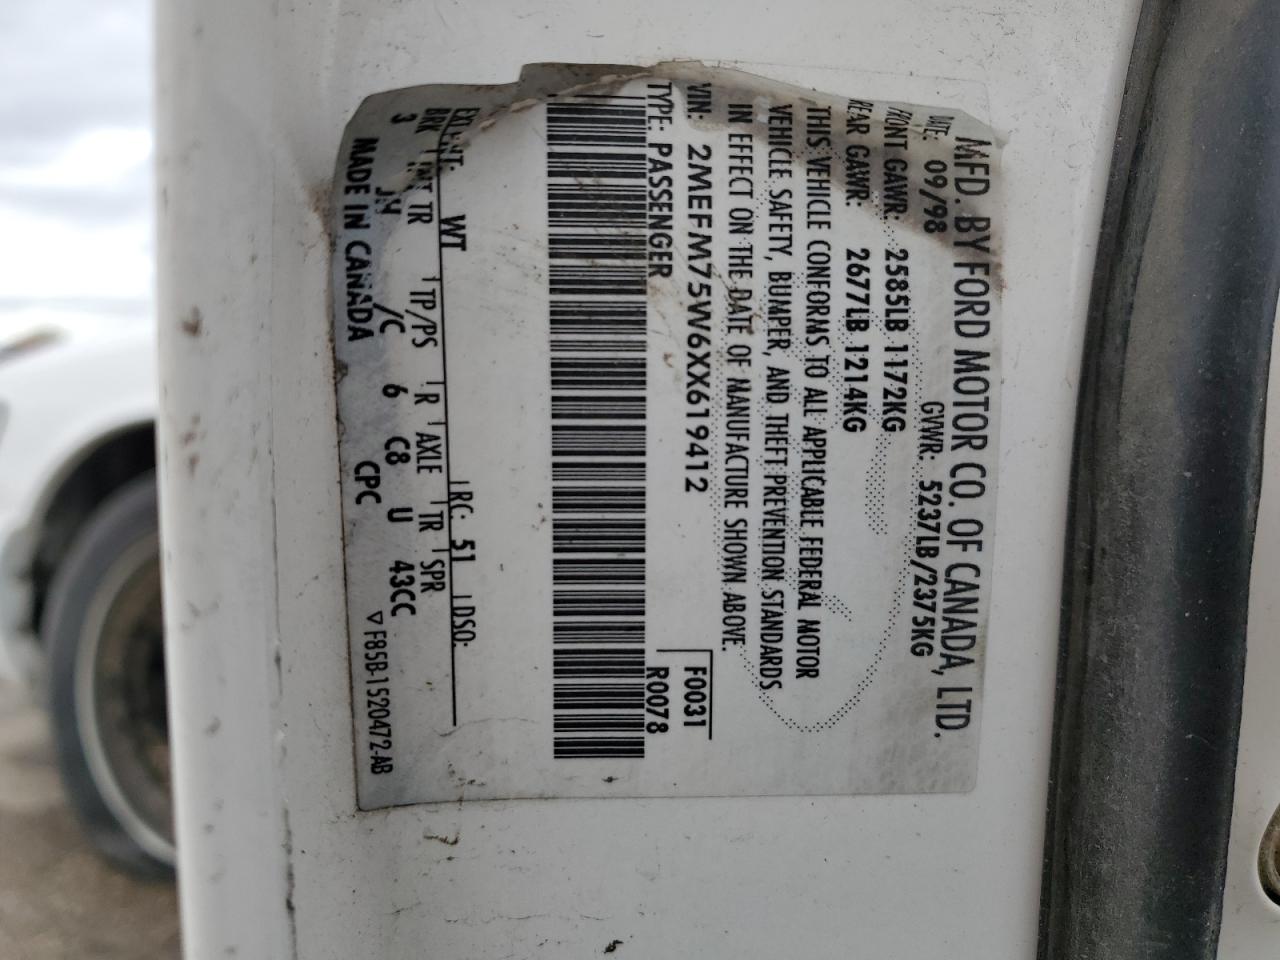 MFD. BY FORD MOTOR CO. OF CANADA, LTD.
DATE: 09/98 GVWR: 5237LB/2375KG
FRONT GAWR: 2585LB 1172KG
REAR GAWR: 2677LB 1214KG
THIS VEHICLE CONFORMS TO ALL APPLICABLE FEDERAL MOTOR
VEHICLE SAFETY, BUMPER, AND THEFT PREVENTION STANDARDS
IN EFFECT ON THE DATE OF MANUFACTURE SHOWN ABOVE.
VIN: 2MEFM75W6XX619412 F0031
TYPE: PASSENGER R0078
WT RC: 51 DSO:
BRK INT TR TP/PS R AXLE TR SPR
3 JM /C 6 C8 U 43CC
MADE IN CANADA CPC ▽ F85B-1520472-AB